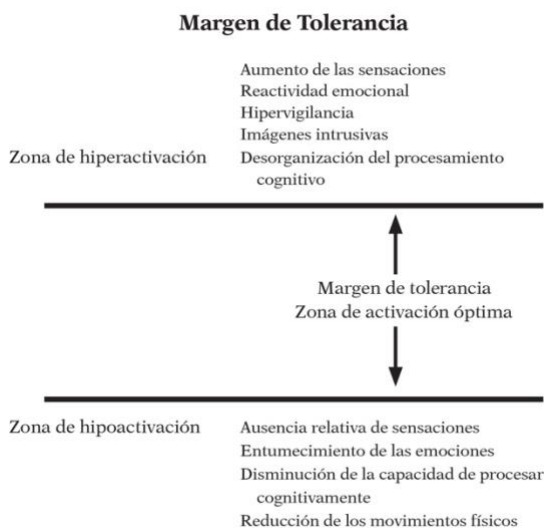 Margen de Tolerancia
Aumento de las sensaciones
Reactividad emocional
Hipervigilancia
Imágenes intrusivas
Zona de hiperactivación
Desorganización del procesamiento
cognitivo
Margen de tolerancia
Zona de activación óptima
Zona de hipoactivación
Ausencia relativa de sensaciones
Entumecimiento de las emociones
Disminución de la capacidad de procesar
cognitivamente
Reducción de los movimientos físicos